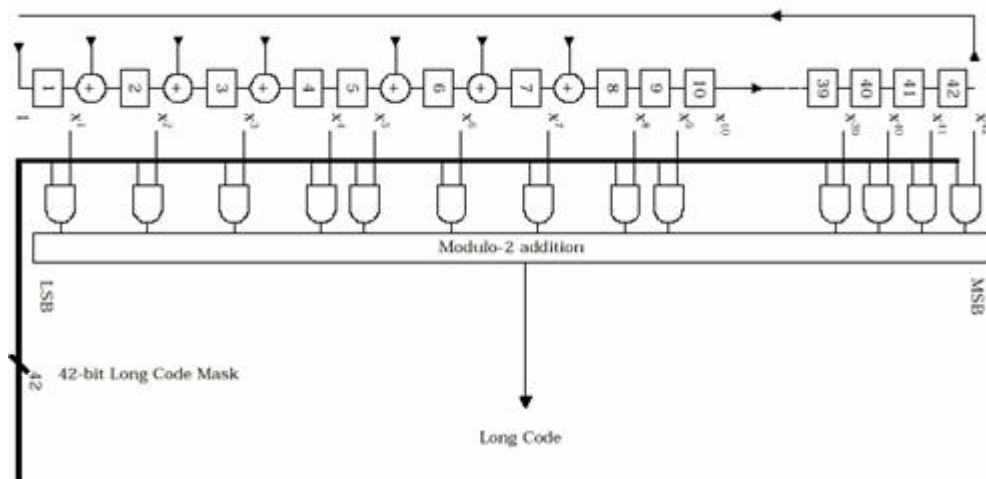 1 + 2 + 3 + 4 5 + 6 + 7 + 8 9 10 39 40 41 42
1 x¹ x² x³ x⁴ x⁵ x⁶ x⁷ x⁸ x⁹ x¹⁰ x³⁹ x⁴⁰ x⁴¹
Modulo-2 addition
LSB MSB
42 42-bit Long Code Mask
Long Code